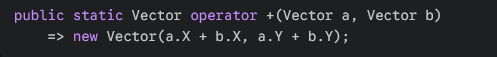 public static Vector operator +(Vector a, Vector b)
    => new Vector(a.X + b.X, a.Y + b.Y);